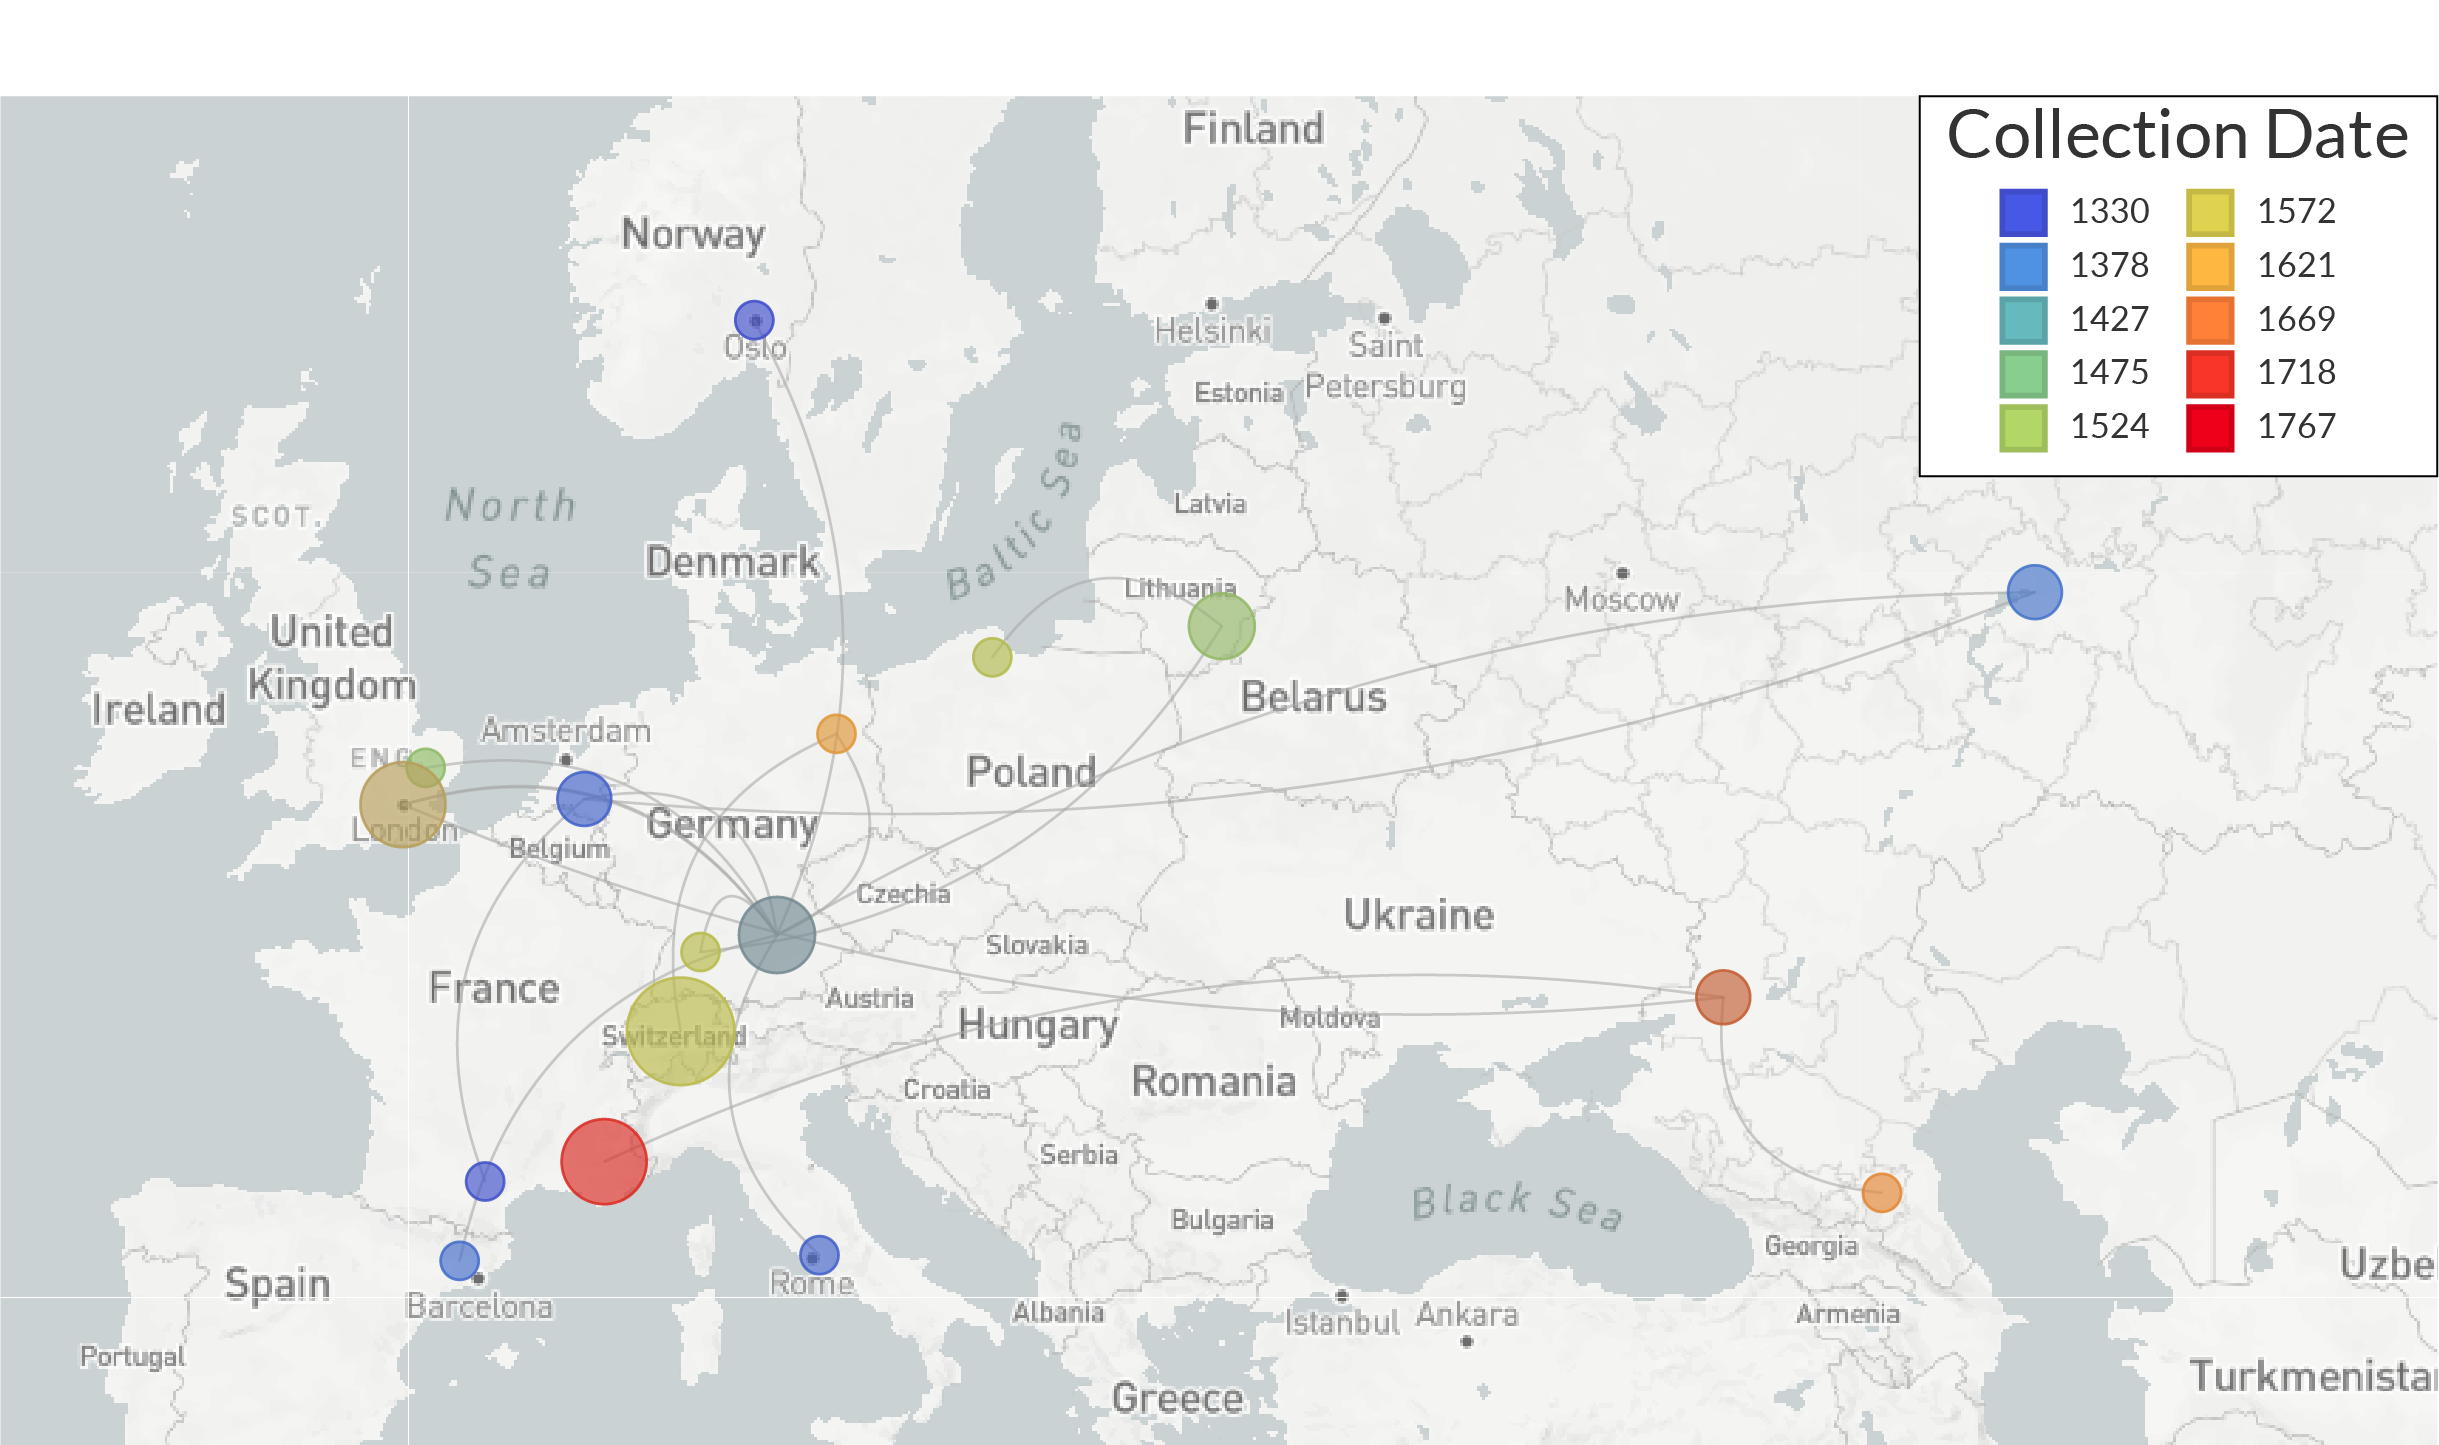 Collection Date
1330
1572
1378
1621
1427
1669
1475
1718
1524
1767
Finland
Norway
Oslo
Helsinki
Saint
Petersburg
Estonia
Baltic Sea
North
Sea
SCOT.
Latvia
Denmark
Lithuania
Moscow
United
Kingdom
Ireland
Belarus
Amsterdam
ENG
Poland
London
Germany
Belgium
Czechia
Ukraine
Slovakia
France
Austria
Hungary
Moldova
Switzerland
Croatia
Romania
Serbia
Black Sea
Bulgaria
Georgia
Uzbe
Spain
Rome
Barcelona
Albania
Istanbul
Ankara
Armenia
Portugal
Greece
Turkmenista